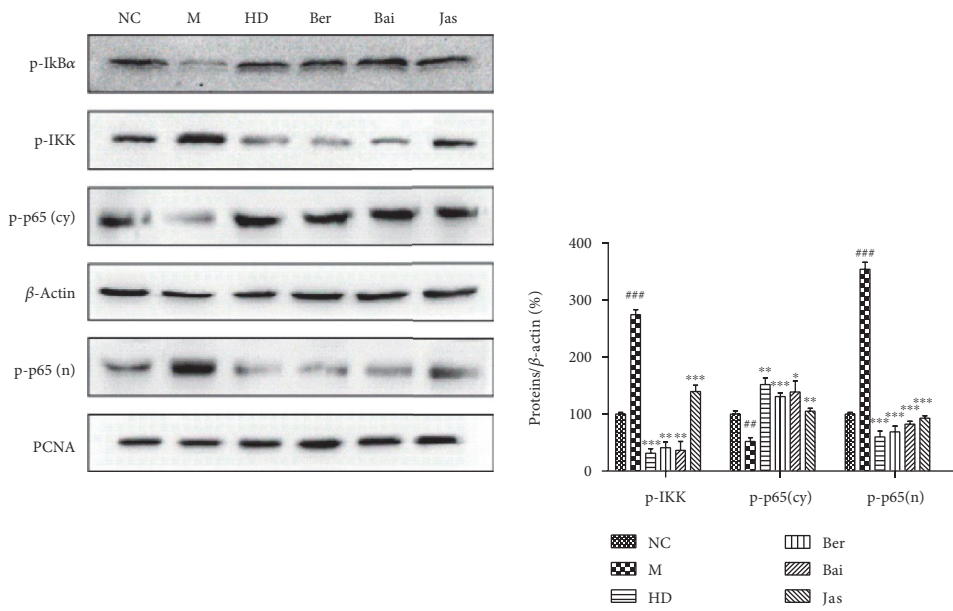 NC M HD Ber Bai Jas
p-IkBα
p-IKK
p-p65 (cy)
β-Actin
p-p65 (n)
PCNA
Proteins/β-actin (%)
400
300
200
100
0
###
***
**
**
***
##
**
***
*
**
###
***
***
***
***
p-IKK p-p65(cy) p-p65(n)
NC Ber
M Bai
HD Jas